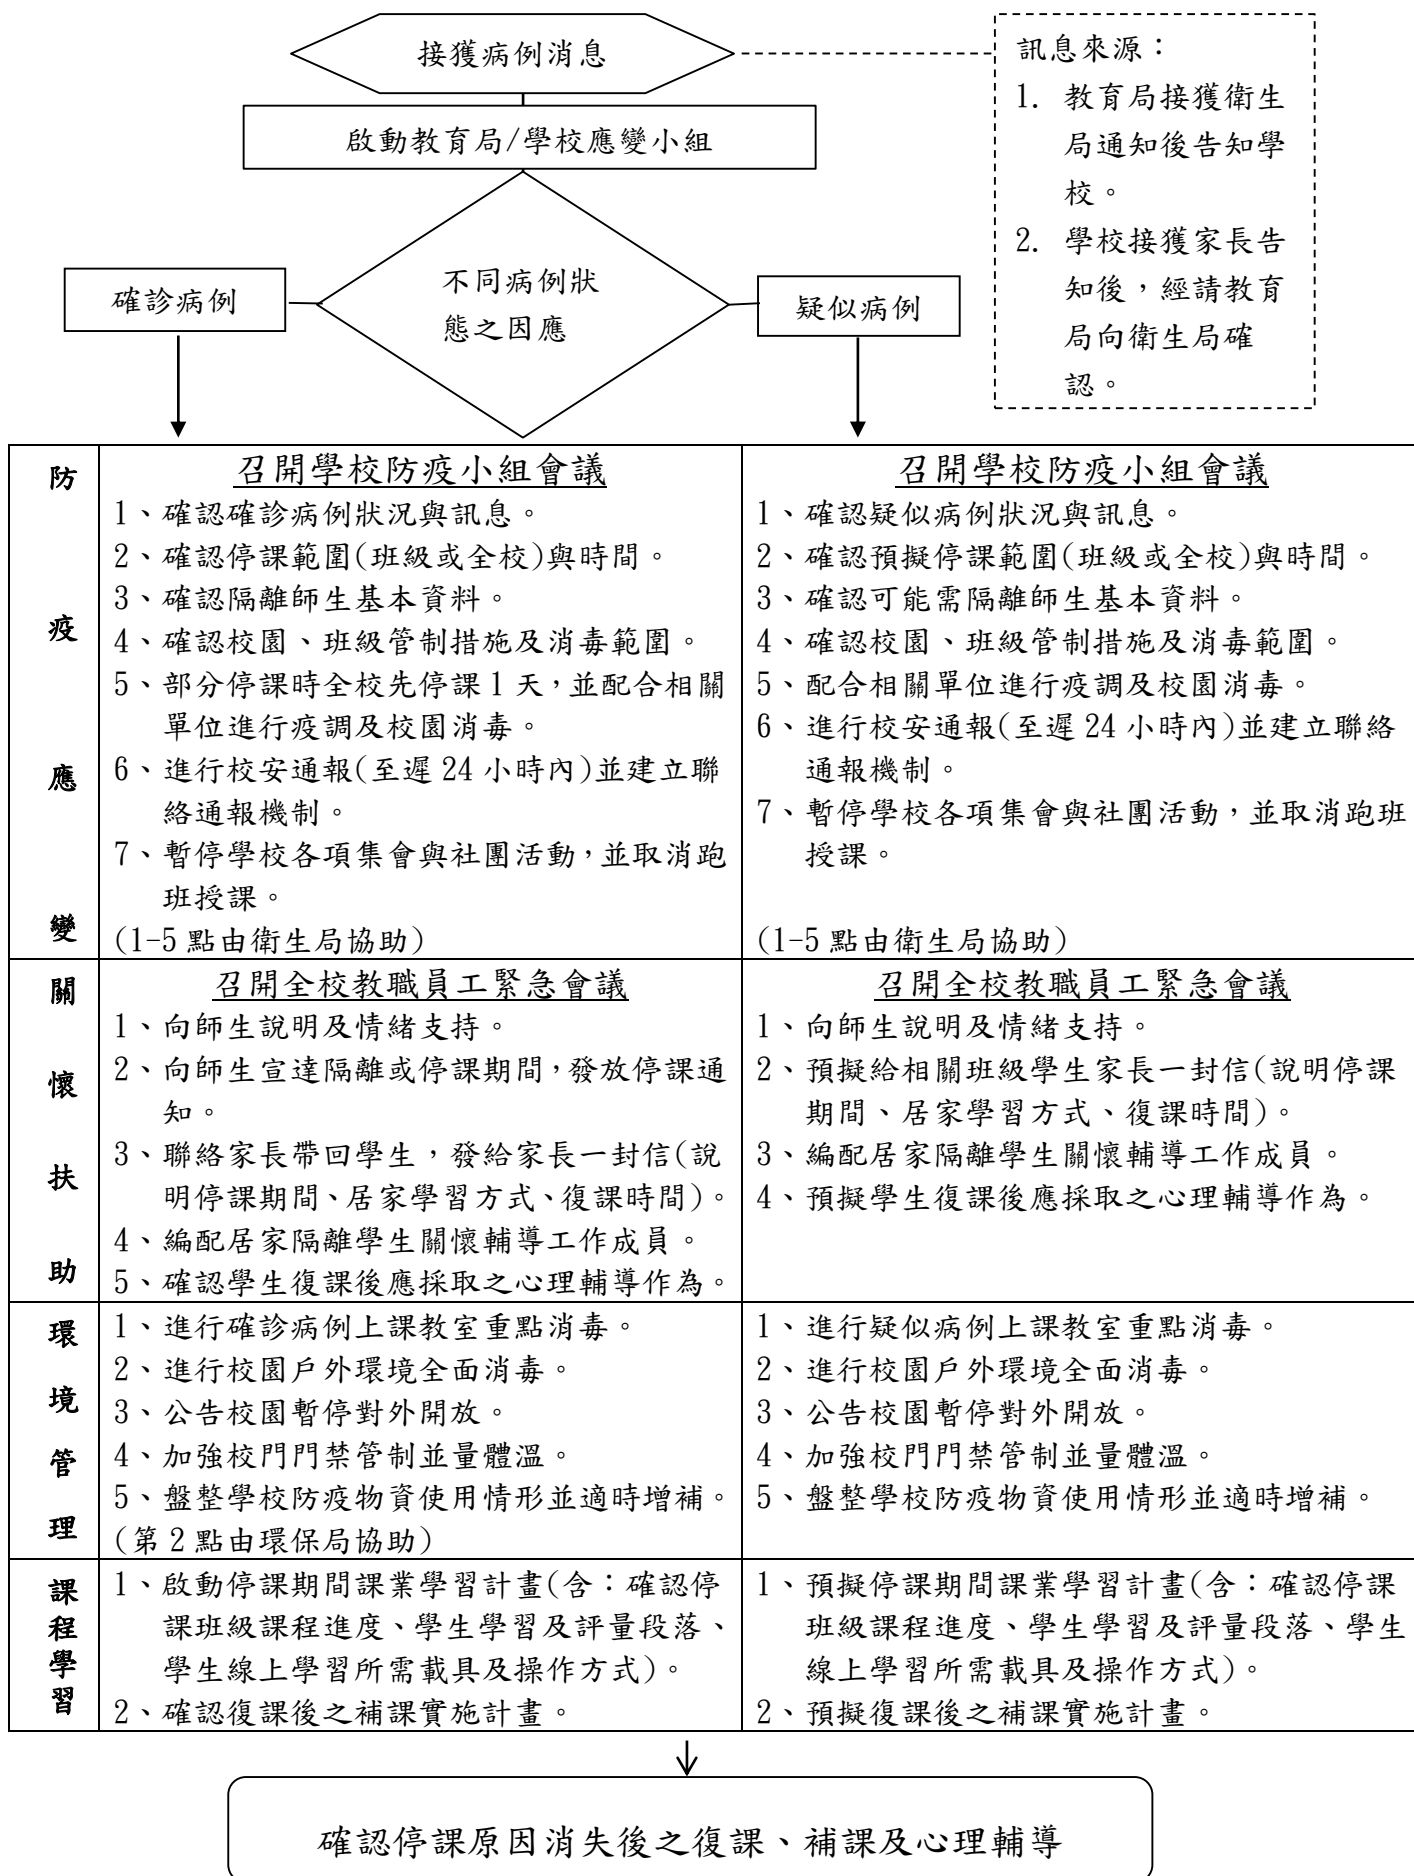 接獲病例消息
訊息來源：
1. 教育局接獲衛生
局通知後告知學
校。
2. 學校接獲家長告
知後，經請教育
局向衛生局確
認。
啟動教育局/學校應變小組
不同病例狀
態之因應
確診病例
疑似病例
防
疫
應
變
召開學校防疫小組會議
1、確認確診病例狀況與訊息。
2、確認停課範圍(班級或全校)與時間。
3、確認隔離師生基本資料。
4、確認校園、班級管制措施及消毒範圍。
5、部分停課時全校先停課1天，並配合相關
單位進行疫調及校園消毒。
6、進行校安通報(至遲24小時內)並建立聯
絡通報機制。
7、暫停學校各項集會與社團活動，並取消跑
班授課。
(1-5點由衛生局協助)
召開學校防疫小組會議
1、確認疑似病例狀況與訊息。
2、確認預擬停課範圍(班級或全校)與時間。
3、確認可能需隔離師生基本資料。
4、確認校園、班級管制措施及消毒範圍。
5、配合相關單位進行疫調及校園消毒。
6、進行校安通報(至遲24小時內)並建立聯絡
通報機制。
7、暫停學校各項集會與社團活動，並取消跑班
授課。
(1-5點由衛生局協助)
關
懷
扶
助
召開全校教職員工緊急會議
1、向師生說明及情緒支持。
2、向師生宣達隔離或停課期間，發放停課通
知。
3、聯絡家長帶回學生，發給家長一封信(說
明停課期間、居家學習方式、復課時間)。
4、編配居家隔離學生關懷輔導工作成員。
5、確認學生復課後應採取之心理輔導作為。
召開全校教職員工緊急會議
1、向師生說明及情緒支持。
2、預擬給相關班級學生家長一封信(說明停課
期間、居家學習方式、復課時間)。
3、編配居家隔離學生關懷輔導工作成員。
4、預擬學生復課後應採取之心理輔導作為。
環
境
管
理
1、進行確診病例上課教室重點消毒。
2、進行校園戶外環境全面消毒。
3、公告校園暫停對外開放。
4、加強校門門禁管制並量體溫。
5、盤整學校防疫物資使用情形並適時增補。
(第2點由環保局協助)
1、進行疑似病例上課教室重點消毒。
2、進行校園戶外環境全面消毒。
3、公告校園暫停對外開放。
4、加強校門門禁管制並量體溫。
5、盤整學校防疫物資使用情形並適時增補。
課
程
學
習
1、啟動停課期間課業學習計畫(含：確認停
課班級課程進度、學生學習及評量段落、
學生線上學習所需載具及操作方式)。
2、確認復課後之補課實施計畫。
1、預擬停課期間課業學習計畫(含：確認停課
班級課程進度、學生學習及評量段落、學生
線上學習所需載具及操作方式)。
2、預擬復課後之補課實施計畫。
確認停課原因消失後之復課、補課及心理輔導